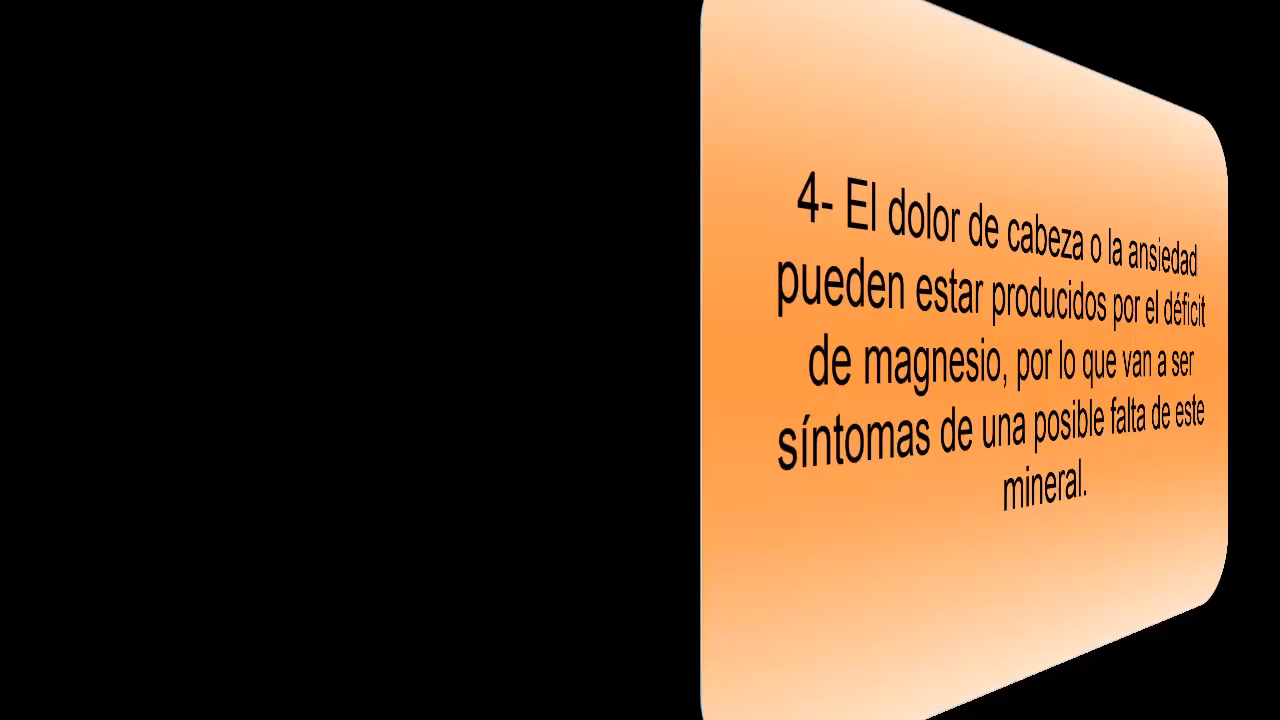 4- El dolor de cabeza o la ansiedad
pueden estar producidos por el déficit
de magnesio, por lo que van a ser
síntomas de una posible falta de este
mineral.